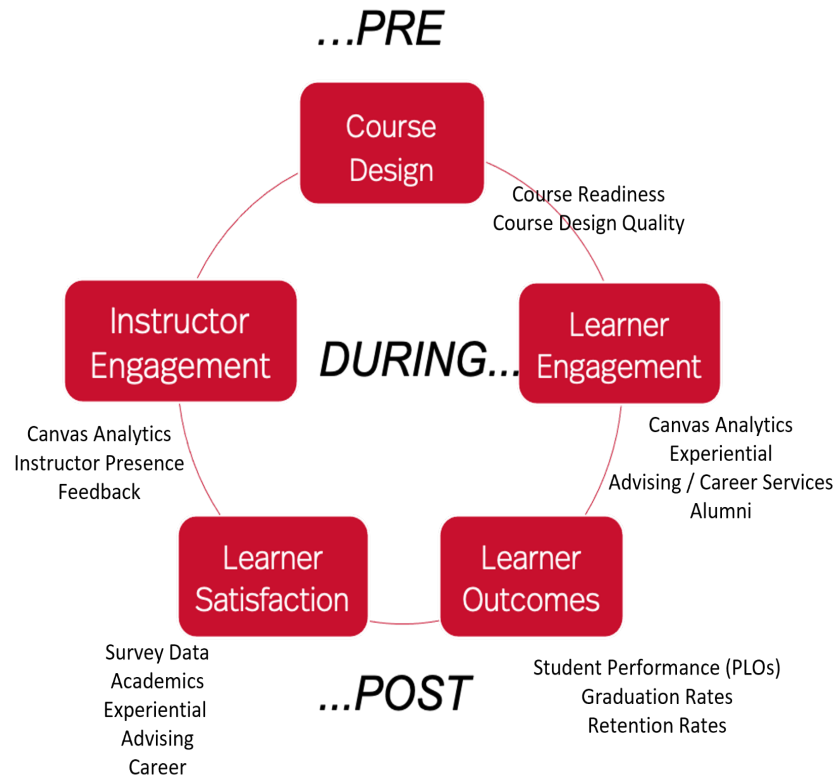 ...PRE
Course
Design
Course Readiness
Course Design Quality
Instructor
Engagement
DURING...
Learner
Engagement
Canvas Analytics
Instructor Presence
Feedback
Canvas Analytics
Experiential
Advising / Career Services
Alumni
Learner
Satisfaction
Learner
Outcomes
Survey Data
Academics
Experiential
Advising
Career
...POST
Student Performance (PLOs)
Graduation Rates
Retention Rates